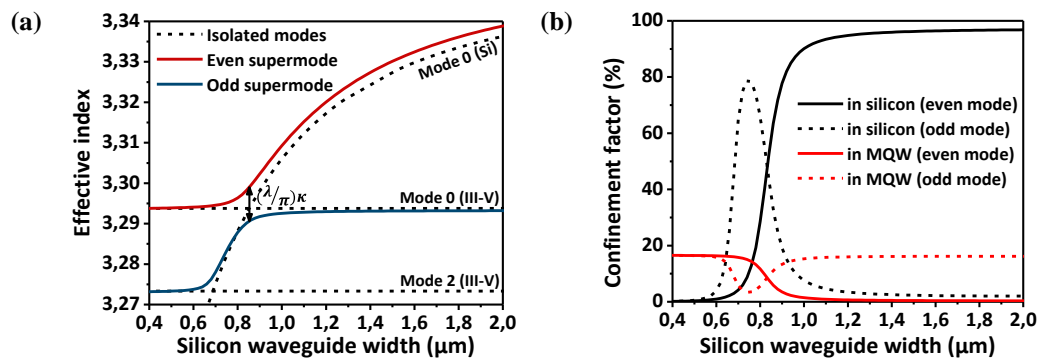 (a)
Effective index
3,34
3,33
3,32
3,31
3,30
3,29
3,28
3,27
Isolated modes
Even supermode
Odd supermode
Mode 0 (Si)
(λ/π)κ
Mode 0 (III-V)
Mode 2 (III-V)
0,4 0,6 0,8 1,0 1,2 1,4 1,6 1,8 2,0
Silicon waveguide width (μm)
(b)
Confinement factor (%)
100
80
60
40
20
0
in silicon (even mode)
in silicon (odd mode)
in MQW (even mode)
in MQW (odd mode)
0,4 0,6 0,8 1,0 1,2 1,4 1,6 1,8 2,0
Silicon waveguide width (μm)